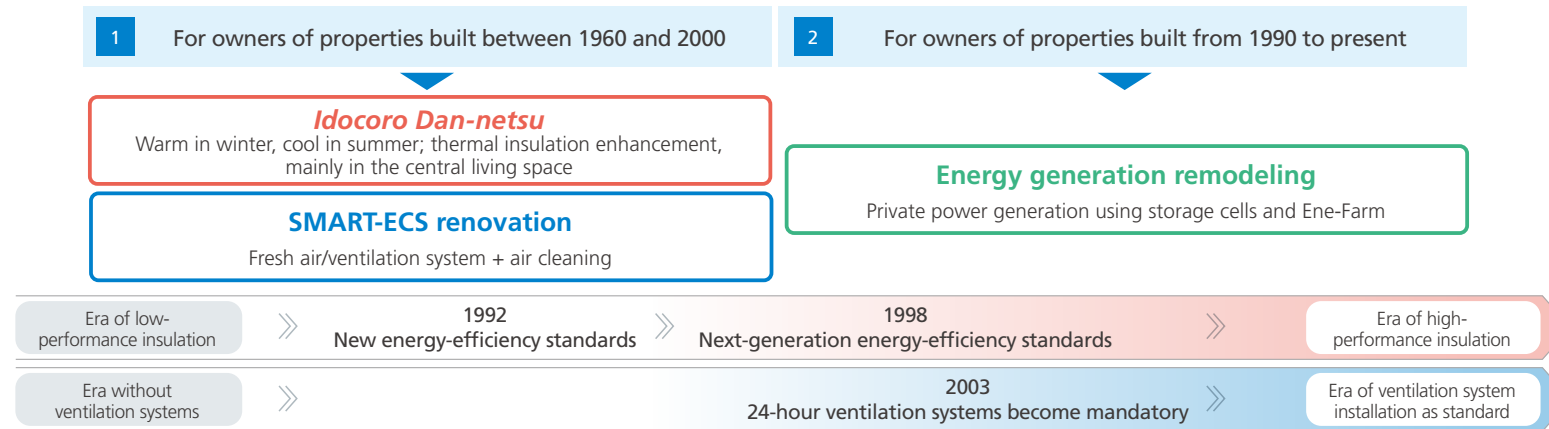 1
For owners of properties built between 1960 and 2000
2
For owners of properties built from 1990 to present
Idocoro Dan-netsu
Warm in winter, cool in summer; thermal insulation enhancement,
mainly in the central living space
SMART-ECS renovation
Fresh air/ventilation system + air cleaning
Energy generation remodeling
Private power generation using storage cells and Ene-Farm
Era of low-
performance insulation
1992
New energy-efficiency standards
1998
Next-generation energy-efficiency standards
Era of high-
performance insulation
Era without
ventilation systems
2003
24-hour ventilation systems become mandatory
Era of ventilation system
installation as standard